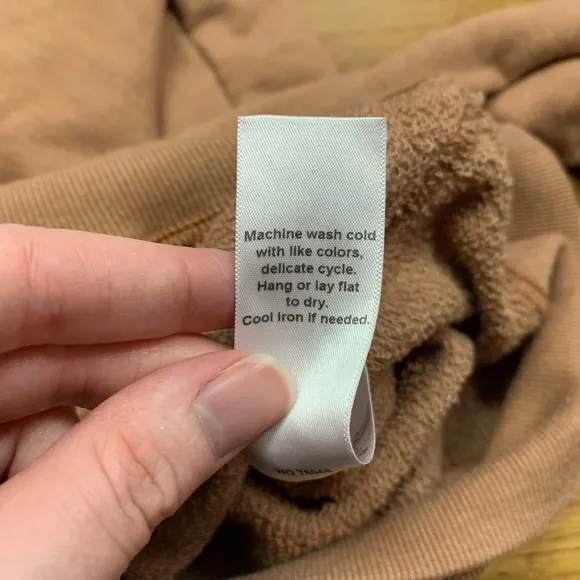 Machine wash cold
with like colors,
delicate cycle.
Hang or lay flat
to dry.
Cool iron if needed.